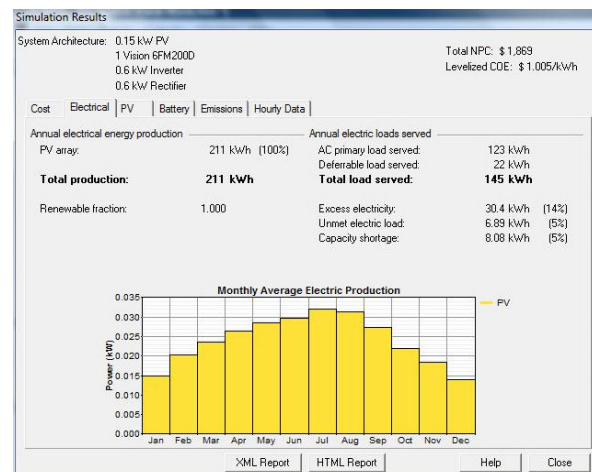 Simulation Results
System Architecture: 0.15 kW PV
1 Vision 6FM200D
0.6 kW Inverter
0.6 kW Rectifier
Total NPC: $ 1,869
Levelized COE: $ 1.005/kWh
Cost Electrical PV Battery Emissions Hourly Data
Annual electrical energy production
PV array: 211 kWh (100%)
Total production: 211 kWh
Renewable fraction: 1.000
Annual electric loads served
AC primary load served: 123 kWh
Deferrable load served: 22 kWh
Total load served: 145 kWh
Excess electricity: 30.4 kWh (14%)
Unmet electric load: 6.89 kWh (5%)
Capacity shortage: 8.08 kWh (5%)
Monthly Average Electric Production
PV
Power (kW)
0.035
0.030
0.025
0.020
0.015
0.010
0.005
0.000
Jan Feb Mar Apr May Jun Jul Aug Sep Oct Nov Dec
XML Report HTML Report Help Close